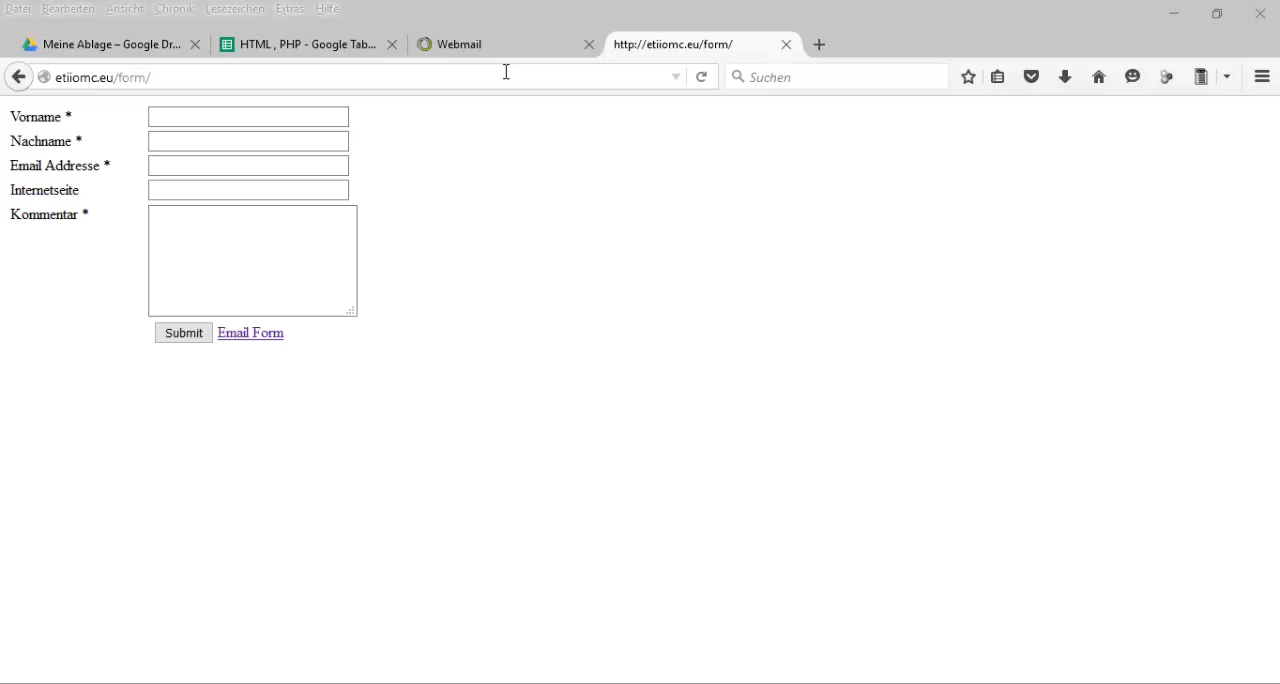 Datei Bearbeiten Ansicht Chronik Lesezeichen Extras Hilfe
Meine Ablage – Google Dr... HTML , PHP - Google Tab... Webmail http://etiiomc.eu/form/
etiiomc.eu/form/ Suchen
Vorname *
Nachname *
Email Addresse *
Internetseite
Kommentar *
Submit Email Form